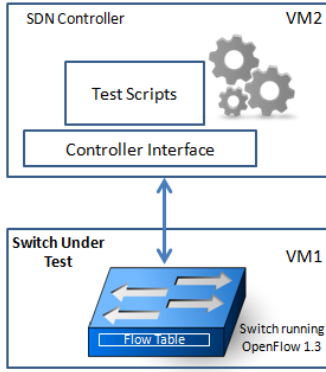 SDN Controller
VM2
Test Scripts
Controller Interface
Switch Under
Test
VM1
Flow Table
Switch running
OpenFlow 1.3